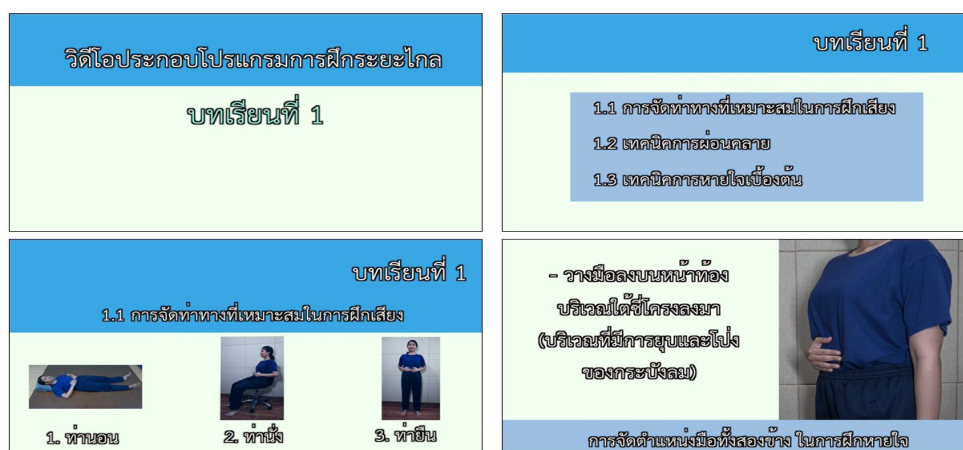 วิดีโอประกอบโปรแกรมการฝึกระยะไกล
บทเรียนที่ 1
บทเรียนที่ 1
1.1 การจัดท่าทางที่เหมาะสมในการฝึกเสียง
1.2 เทคนิคการผ่อนคลาย
1.3 เทคนิคการหายใจเบื้องต้น
บทเรียนที่ 1
1.1 การจัดท่าทางที่เหมาะสมในการฝึกเสียง
1. ท่านอน
2. ท่านั่ง
3. ท่ายืน
- วางมือลงบนหน้าท้อง
บริเวณใต้ซี่โครงลงมา
(บริเวณที่มีการยุบและโป่ง
ของกระบังลม)
การจัดตำแหน่งมือทั้งสองข้าง ในการฝึกหายใจ